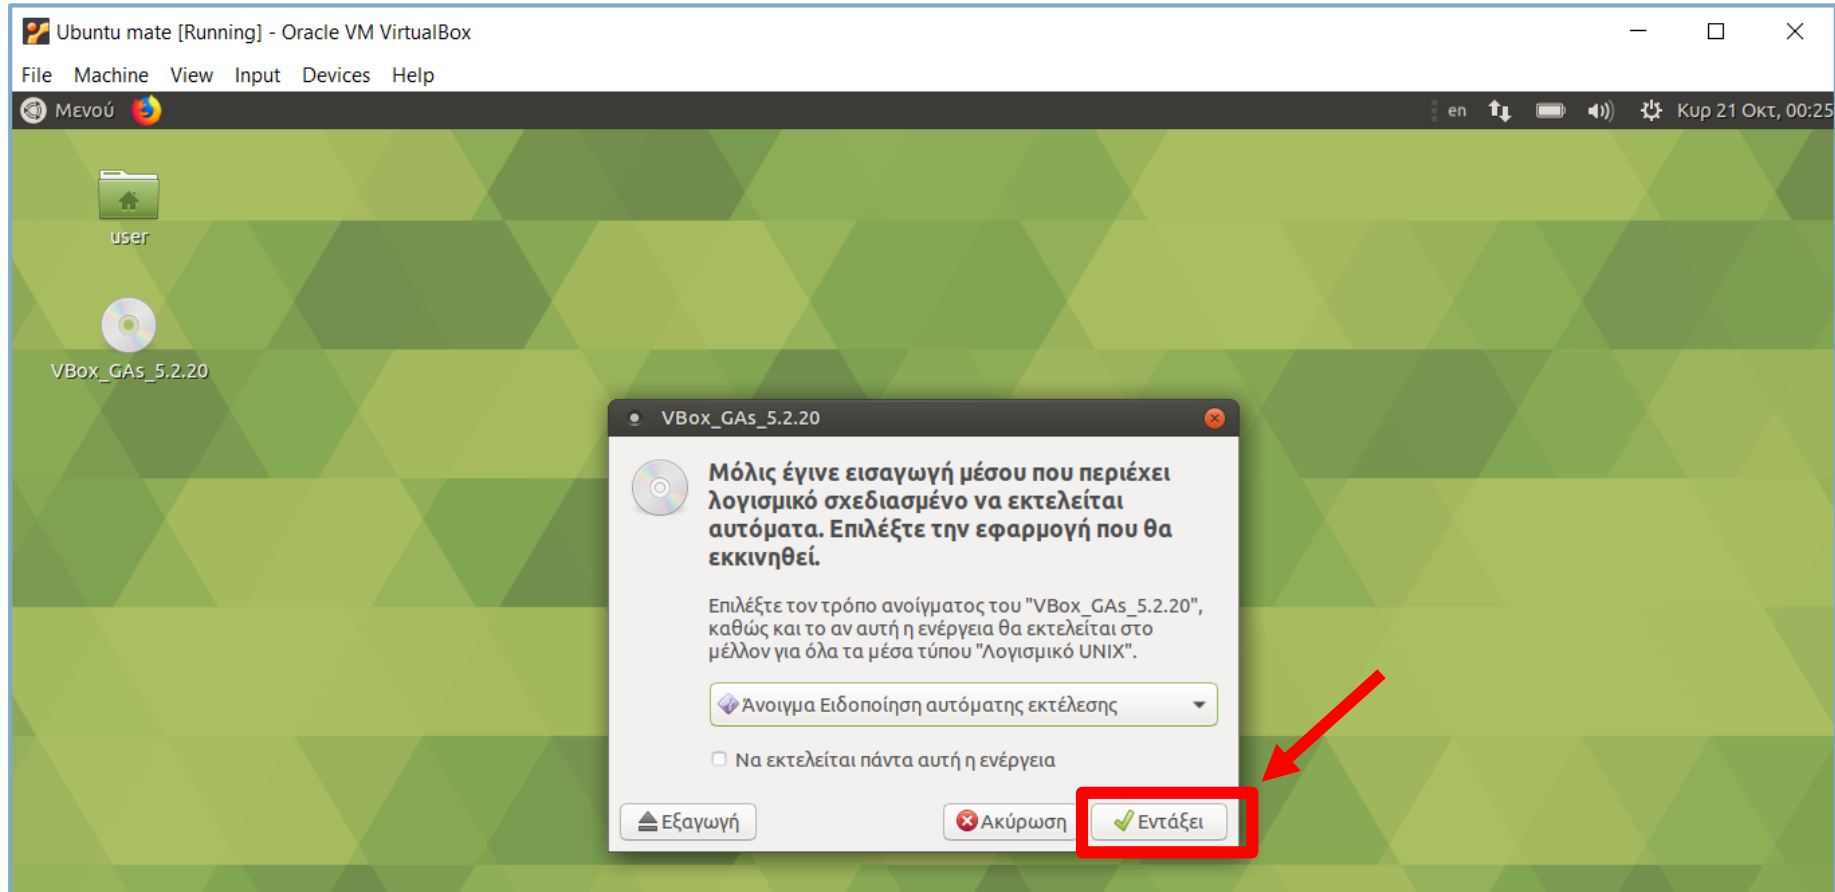 Ubuntu mate [Running] - Oracle VM VirtualBox
File Machine View Input Devices Help
Μενού en Κυρ 21 Οκτ, 00:25
user
VBox_GAs_5.2.20
VBox_GAs_5.2.20
Μόλις έγινε εισαγωγή μέσου που περιέχει
λογισμικό σχεδιασμένο να εκτελείται
αυτόματα. Επιλέξτε την εφαρμογή που θα
εκκινηθεί.
Επιλέξτε τον τρόπο ανοίγματος του "VBox_GAs_5.2.20",
καθώς και το αν αυτή η ενέργεια θα εκτελείται στο
μέλλον για όλα τα μέσα τύπου "Λογισμικό UNIX".
Άνοιγμα Ειδοποίηση αυτόματης εκτέλεσης
Να εκτελείται πάντα αυτή η ενέργεια
Εξαγωγή Ακύρωση Εντάξει